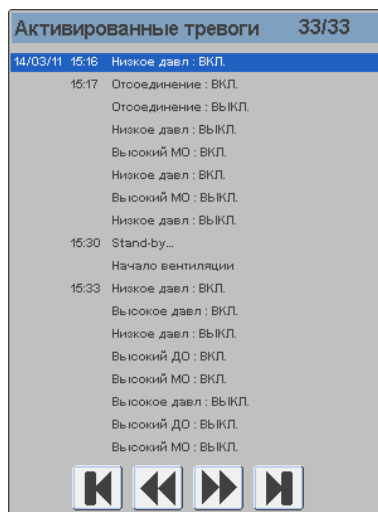 Активированные тревоги 33/33
14/03/11 15:16 Низкое давл : ВКЛ.
15:17 Отсоединение : ВКЛ.
Отсоединение : ВЫКЛ.
Низкое давл : ВЫКЛ.
Высокий МО : ВКЛ.
Низкое давл : ВКЛ.
Высокий МО : ВЫКЛ.
Низкое давл : ВЫКЛ.
15:30 Stand-by...
Начало вентиляции
15:33 Низкое давл : ВКЛ.
Высокое давл : ВКЛ.
Низкое давл : ВЫКЛ.
Высокий ДО : ВКЛ.
Высокий МО : ВКЛ.
Высокое давл : ВЫКЛ.
Высокий ДО : ВЫКЛ.
Высокий МО : ВЫКЛ.